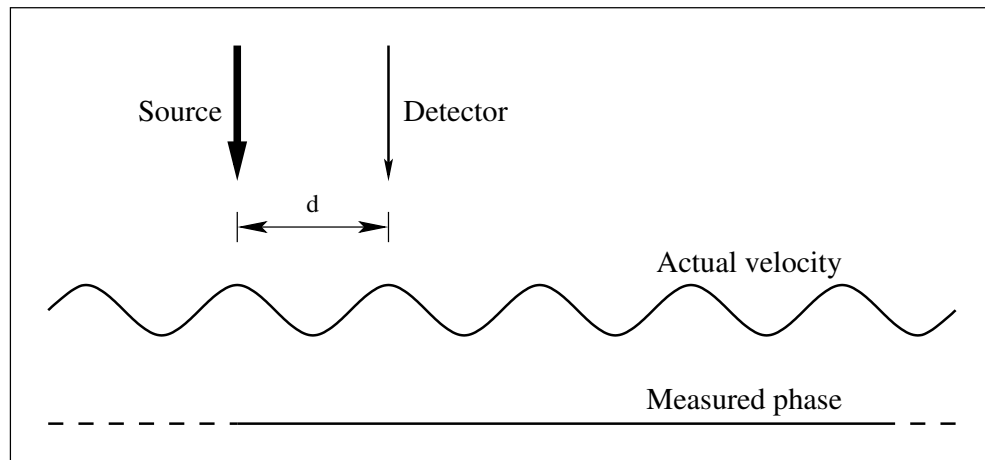 Source
Detector
d
Actual velocity
Measured phase